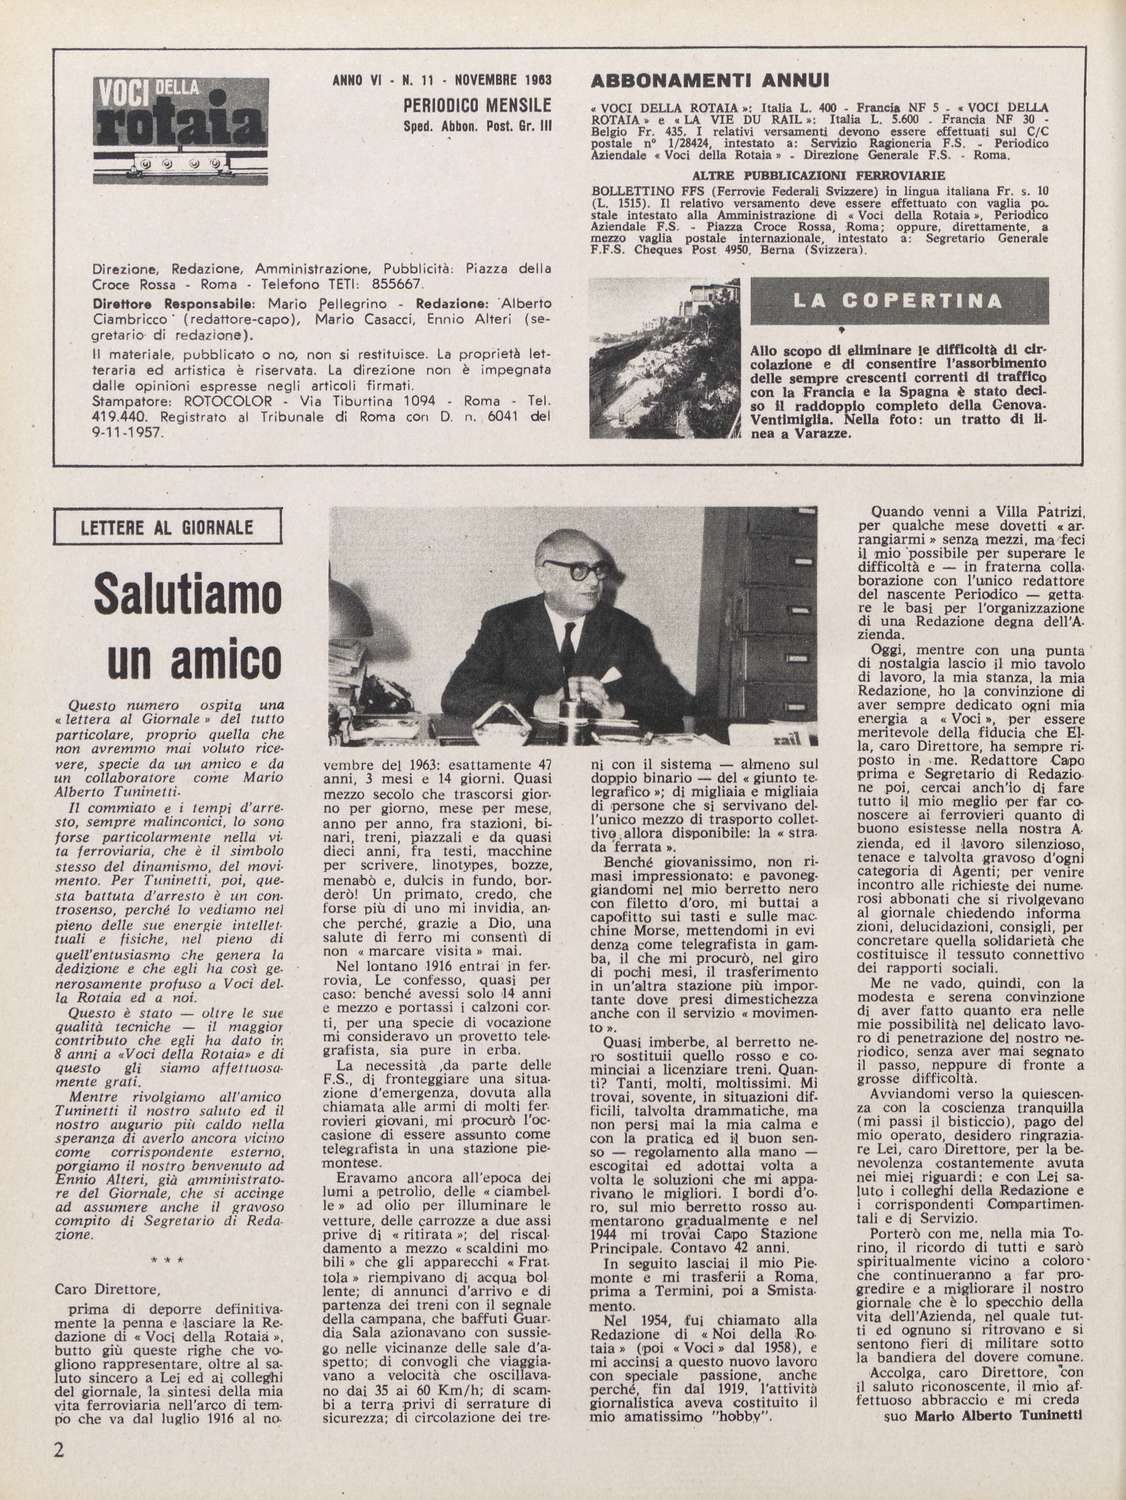 VOCI DELLA
rotaia
ANNO VI - N. 11 - NOVEMBRE 1963
PERIODICO MENSILE
Sped. Abbon. Post. Gr. III
Direzione, Redazione, Amministrazione, Pubblicità: Piazza della
Croce Rossa - Roma - Telefono TETI: 855667.
Direttore Responsabile: Mario Pellegrino - Redazione: Alberto
Ciambricco (redattore-capo), Mario Casacci, Ennio Alteri (se-
gretario di redazione).
Il materiale, pubblicato o no, non si restituisce. La proprietà let-
teraria ed artistica è riservata. La direzione non è impegnata
dalle opinioni espresse negli articoli firmati.
Stampatore: ROTOCOLOR - Via Tiburtina 1094 - Roma - Tel.
419.440. Registrato al Tribunale di Roma con D. n. 6041 del
9-11-1957.
ABBONAMENTI ANNUI
« VOCI DELLA ROTAIA »: Italia L. 400 - Francia NF 5 - « VOCI DELLA
ROTAIA » e « LA VIE DU RAIL »: Italia L. 5.600 - Francia NF 30 -
Belgio Fr. 435. I relativi versamenti devono essere effettuati sul C/C
postale n° 1/28424, intestato a: Servizio Ragioneria F.S. - Periodico
Aziendale « Voci della Rotaia » - Direzione Generale F.S. - Roma.
ALTRE PUBBLICAZIONI FERROVIARIE
BOLLETTINO FFS (Ferrovie Federali Svizzere) in lingua italiana Fr. s. 10
(L. 1515). Il relativo versamento deve essere effettuato con vaglia po-
stale intestato alla Amministrazione di « Voci della Rotaia », Periodico
Aziendale F.S. - Piazza Croce Rossa, Roma; oppure, direttamente, a
mezzo vaglia postale internazionale, intestato a: Segretario Generale
F.F.S. Cheques Post 4950, Berna (Svizzera).
LA COPERTINA
Allo scopo di eliminare le difficoltà di cir-
colazione e di consentire l'assorbimento
delle sempre crescenti correnti di traffico
con la Francia e la Spagna è stato deci-
so il raddoppio completo della Genova-
Ventimiglia. Nella foto: un tratto di li-
nea a Varazze.
LETTERE AL GIORNALE
Salutiamo
un amico
Questo numero ospita una
« lettera al Giornale » del tutto
particolare, proprio quella che
non avremmo mai voluto rice-
vere, specie da un amico e da
un collaboratore come Mario
Alberto Tuninetti.
Il commiato e i tempi d'arre-
sto, sempre malinconici, lo sono
forse particolarmente nella vi-
ta ferroviaria, che è il simbolo
stesso del dinamismo, del movi-
mento. Per Tuninetti, poi, que-
sta battuta d'arresto è un con-
trosenso, perché lo vediamo nel
pieno delle sue energie intellet-
tuali e fisiche, nel pieno di
quell'entusiasmo che genera la
dedizione e che egli ha così ge-
nerosamente profuso a Voci del-
la Rotaia ed a noi.
Questo è stato — oltre le sue
qualità tecniche — il maggior
contributo che egli ha dato in
8 anni a «Voci della Rotaia» e di
questo gli siamo affettuosa-
mente grati.
Mentre rivolgiamo all'amico
Tuninetti il nostro saluto ed il
nostro augurio più caldo nella
speranza di averlo ancora vicino
come corrispondente esterno,
porgiamo il nostro benvenuto ad
Ennio Alteri, già amministrato-
re del Giornale, che si accinge
ad assumere anche il gravoso
compito di Segretario di Reda-
zione.
* * *
Caro Direttore,
prima di deporre definitiva-
mente la penna e lasciare la Re-
dazione di « Voci della Rotaia »,
butto giù queste righe che vo-
gliono rappresentare, oltre al sa-
luto sincero a Lei ed ai colleghi
del giornale, la sintesi della mia
vita ferroviaria nell'arco di tem-
po che va dal luglio 1916 al no-
rail
vembre del 1963: esattamente 47
anni, 3 mesi e 14 giorni. Quasi
mezzo secolo che trascorsi gior-
no per giorno, mese per mese,
anno per anno, fra stazioni, bi-
nari, treni, piazzali e da quasi
dieci anni, fra testi, macchine
per scrivere, linotypes, bozze,
menabò e, dulcis in fundo, bor-
derò! Un primato, credo, che
forse più di uno mi invidia, an-
che perché, grazie a Dio, una
salute di ferro mi consentì di
non « marcare visita » mai.
Nel lontano 1916 entrai in fer-
rovia, Le confesso, quasi per
caso: benché avessi solo 14 anni
e mezzo e portassi i calzoni cor-
ti, per una specie di vocazione
mi consideravo un provetto tele-
grafista, sia pure in erba.
La necessità ,da parte delle
F.S., di fronteggiare una situa-
zione d'emergenza, dovuta alla
chiamata alle armi di molti fer-
rovieri giovani, mi procurò l'oc-
casione di essere assunto come
telegrafista in una stazione pie-
montese.
Eravamo ancora all'epoca dei
lumi a petrolio, delle « ciambel-
le » ad olio per illuminare le
vetture, delle carrozze a due assi
prive di « ritirata »; del riscal-
damento a mezzo « scaldini mo
bili » che gli apparecchi « Frat-
tola » riempivano di acqua bol
lente; di annunci d'arrivo e di
partenza dei treni con il segnale
della campana, che baffuti Guar-
dia Sala azionavano con sussie-
go nelle vicinanze delle sale d'a-
spetto; di convogli che viaggia-
vano a velocità che oscillava-
no dai 35 ai 60 Km/h; di scam-
bi a terra privi di serrature di
sicurezza; di circolazione dei tre-
ni con il sistema — almeno sul
doppio binario — del « giunto te-
legrafico »; di migliaia e migliaia
di persone che si servivano del-
l'unico mezzo di trasporto collet-
tivo allora disponibile: la « stra-
da ferrata ».
Benché giovanissimo, non ri-
masi impressionato: e pavoneg-
giandomi nel mio berretto nero
con filetto d'oro, mi buttai a
capofitto sui tasti e sulle mac-
chine Morse, mettendomi in evi
denza come telegrafista in gam-
ba, il che mi procurò, nel giro
di pochi mesi, il trasferimento
in un'altra stazione più impor-
tante dove presi dimestichezza
anche con il servizio « movimen-
to ».
Quasi imberbe, al berretto ne-
ro sostituii quello rosso e co-
minciai a licenziare treni. Quan-
ti? Tanti, molti, moltissimi. Mi
trovai, sovente, in situazioni dif-
ficili, talvolta drammatiche, ma
non persi mai la mia calma e
con la pratica ed il buon sen-
so — regolamento alla mano —
escogitai ed adottai volta a
volta le soluzioni che mi appa-
rivano le migliori. I bordi d'o-
ro, sul mio berretto rosso au-
mentarono gradualmente e nel
1944 mi trovai Capo Stazione
Principale. Contavo 42 anni.
In seguito lasciai il mio Pie-
monte e mi trasferii a Roma,
prima a Termini, poi a Smista-
mento.
Nel 1954, fui chiamato alla
Redazione di « Noi della Ro-
taia » (poi « Voci » dal 1958), e
mi accinsi a questo nuovo lavoro
con speciale passione, anche
perché, fin dal 1919, l'attività
giornalistica aveva costituito il
mio amatissimo "hobby".
Quando venni a Villa Patrizi,
per qualche mese dovetti « ar-
rangiarmi » senza mezzi, ma feci
il mio possibile per superare le
difficoltà e — in fraterna colla-
borazione con l'unico redattore
del nascente Periodico — getta-
re le basi per l'organizzazione
di una Redazione degna dell'A-
zienda.
Oggi, mentre con una punta
di nostalgia lascio il mio tavolo
di lavoro, la mia stanza, la mia
Redazione, ho la convinzione di
aver sempre dedicato ogni mia
energia a « Voci », per essere
meritevole della fiducia che El-
la, caro Direttore, ha sempre ri-
posto in me. Redattore Capo
prima e Segretario di Redazio-
ne poi, cercai anch'io di fare
tutto il mio meglio per far co-
noscere ai ferrovieri quanto di
buono esistesse nella nostra A-
zienda, ed il lavoro silenzioso,
tenace e talvolta gravoso d'ogni
categoria di Agenti; per venire
incontro alle richieste dei nume-
rosi abbonati che si rivolgevano
al giornale chiedendo informa
zioni, delucidazioni, consigli, per
concretare quella solidarietà che
costituisce il tessuto connettivo
dei rapporti sociali.
Me ne vado, quindi, con la
modesta e serena convinzione
di aver fatto quanto era nelle
mie possibilità nel delicato lavo-
ro di penetrazione del nostro pe-
riodico, senza aver mai segnato
il passo, neppure di fronte a
grosse difficoltà.
Avviandomi verso la quiescen-
za con la coscienza tranquilla
(mi passi il bisticcio), pago del
mio operato, desidero ringrazia-
re Lei, caro Direttore, per la be-
nevolenza costantemente avuta
nei miei riguardi: e con Lei sa-
luto i colleghi della Redazione e
i corrispondenti Compartimen-
tali e di Servizio.
Porterò con me, nella mia To-
rino, il ricordo di tutti e sarò
spiritualmente vicino a coloro
che continueranno a far pro-
gredire e a migliorare il nostro
giornale che è lo specchio della
vita dell'Azienda, nel quale tut-
ti ed ognuno si ritrovano e si
sentono fieri di militare sotto
la bandiera del dovere comune.
Accolga, caro Direttore, con
il saluto riconoscente, il mio af-
fettuoso abbraccio e mi creda
suo Mario Alberto Tuninetti
2